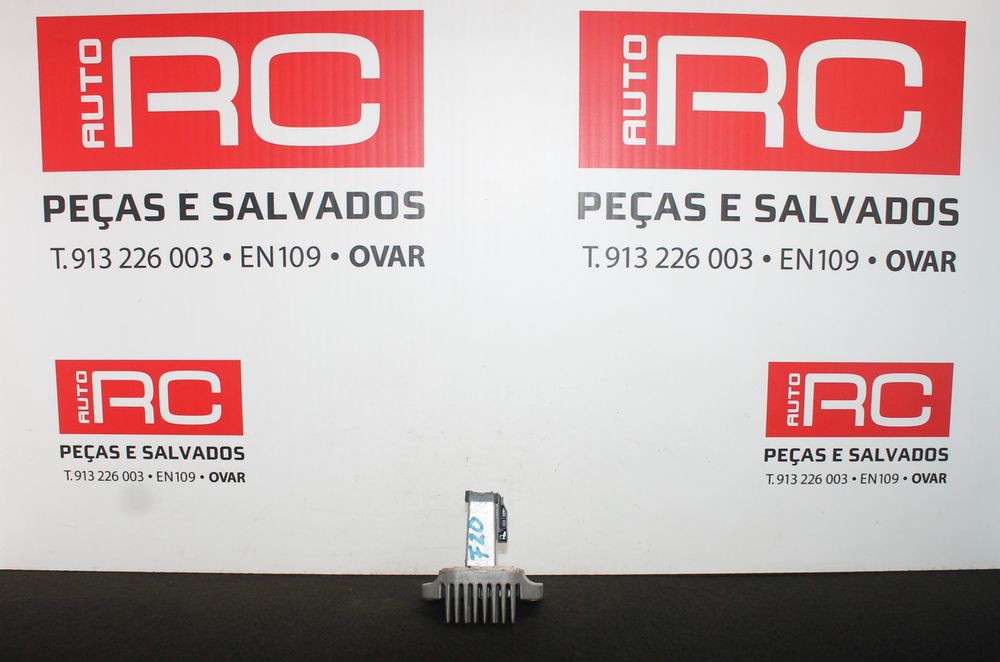 AUTO RC
PEÇAS E SALVADOS
T. 913 226 003 • EN109 • OVAR
AUTO RC
PEÇAS E SALVADOS
T. 913 226 003 • EN109 • OVAR
AUTO RC
PEÇAS E SALVADOS
T. 913 226 003 • EN109 • OVAR
AUTO RC
PEÇAS E SALVADOS
T. 913 226 003 • EN109 • OVAR
F20